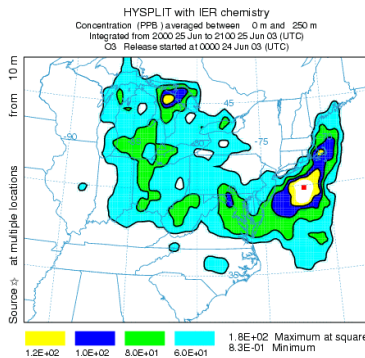 HYSPLIT with IER chemistry
Concentration (PPB) averaged between 0 m and 250 m
Integrated from 2000 25 Jun to 2100 25 Jun 03 (UTC)
O3 Release started at 0000 24 Jun 03 (UTC)
Source ☆ at multiple locations from 10 m
45
-90
-80
-75
35
1.2E+02 1.0E+02 8.0E+01 6.0E+01
1.8E+02 Maximum at square
8.3E-01 Minimum